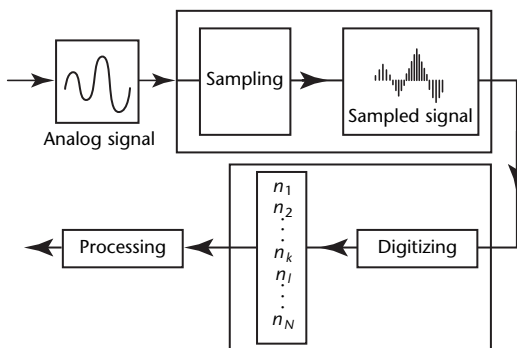 Analog signal
Sampling
Sampled signal
Digitizing
n1
n2
⋮
nk
nl
⋮
nN
Processing